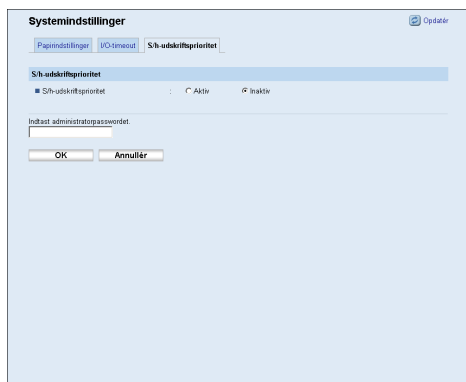 Systemindstillinger
Opdatér
Papirindstillinger I/O-timeout S/h-udskriftsprioritet
S/h-udskriftsprioritet
S/h-udskriftsprioritet : Aktiv Inaktiv
Indtast administratorpasswordet.
OK Annullér